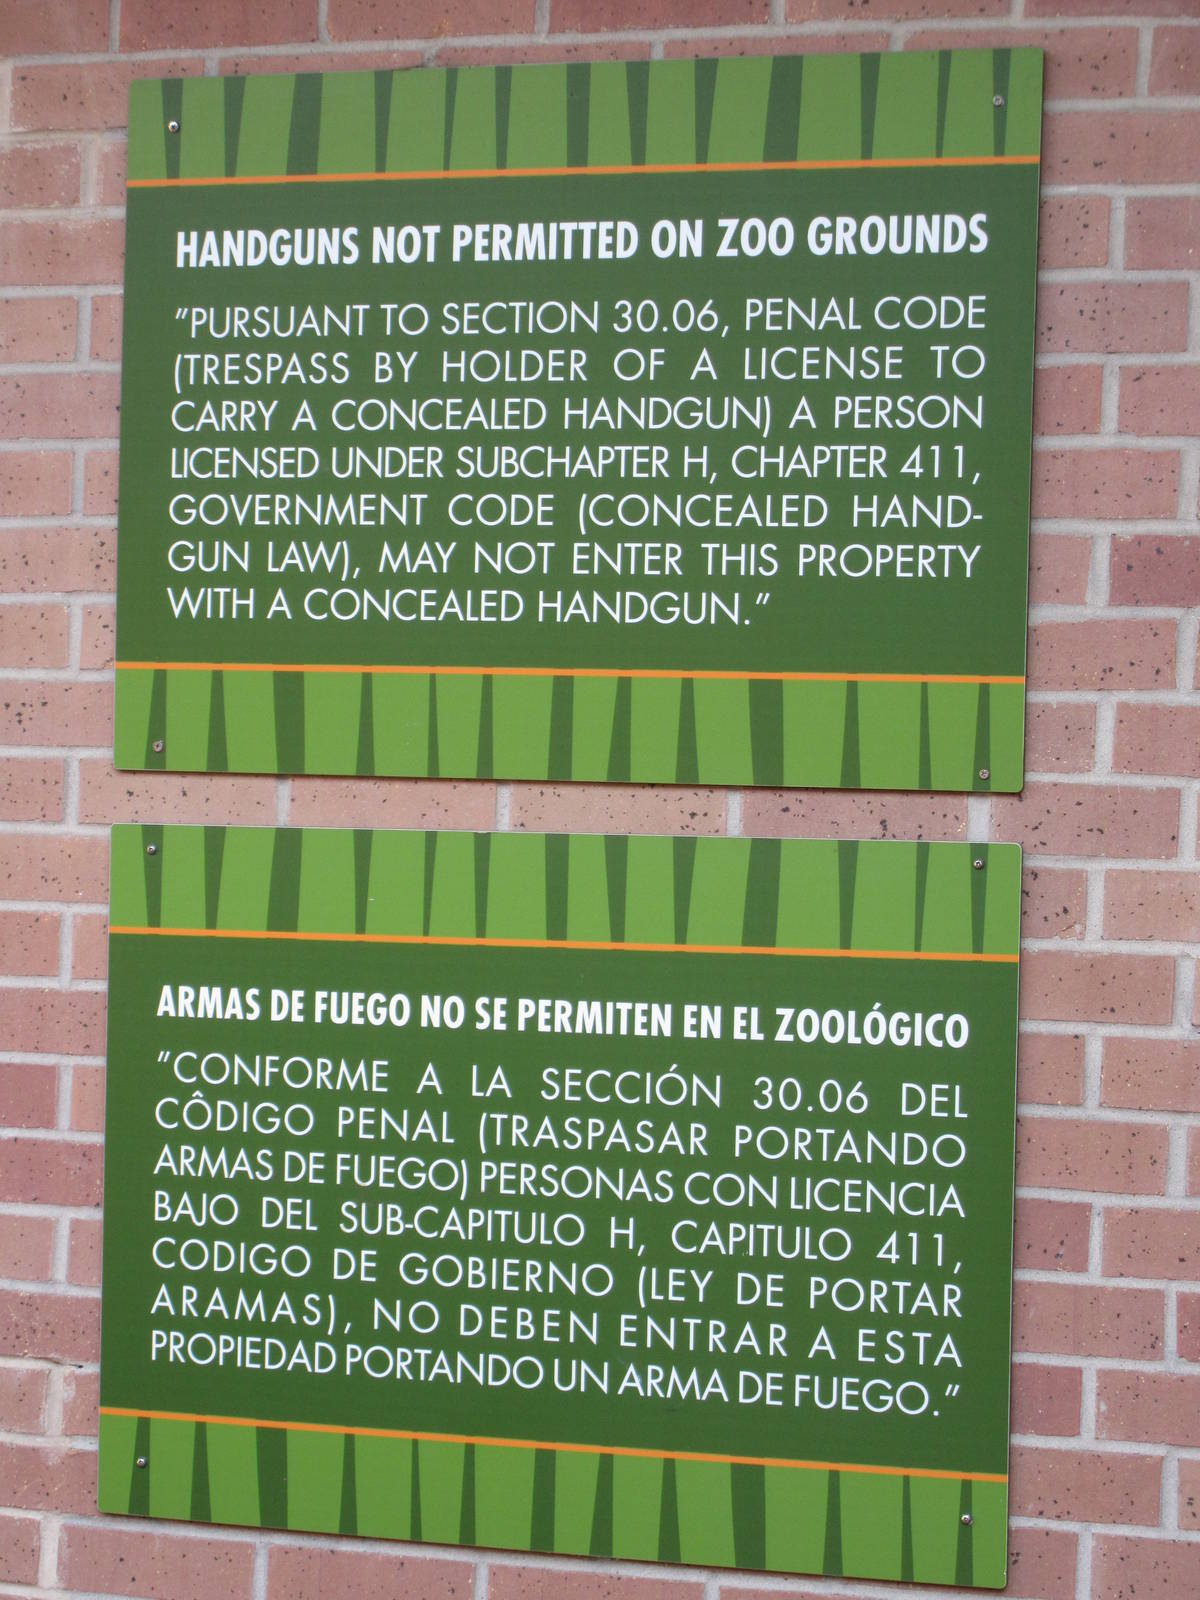 HANDGUNS NOT PERMITTED ON ZOO GROUNDS
"PURSUANT TO SECTION 30.06, PENAL CODE
(TRESPASS BY HOLDER OF A LICENSE TO
CARRY A CONCEALED HANDGUN) A PERSON
LICENSED UNDER SUBCHAPTER H, CHAPTER 411,
GOVERNMENT CODE (CONCEALED HAND-
GUN LAW), MAY NOT ENTER THIS PROPERTY
WITH A CONCEALED HANDGUN."
ARMAS DE FUEGO NO SE PERMITEN EN EL ZOOLÓGICO
"CONFORME A LA SECCIÓN 30.06 DEL
CÔDIGO PENAL (TRASPASAR PORTANDO
ARMAS DE FUEGO) PERSONAS CON LICENCIA
BAJO DEL SUB-CAPITULO H, CAPITULO 411,
CODIGO DE GOBIERNO (LEY DE PORTAR
ARAMAS), NO DEBEN ENTRAR A ESTA
PROPIEDAD PORTANDO UN ARMA DE FUEGO."